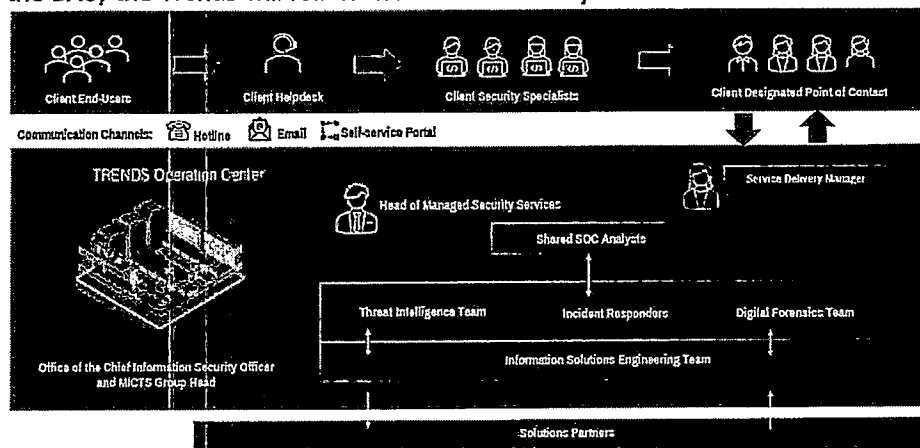 Client End-Users
Client Helpdesk
Client Security Specialists
Client Designated Point of Contact
Communication Channels: Hotline Email Self-service Portal
TRENDS Operation Center
Head of Managed Security Services
Service Delivery Manager
Shared SOC Analysts
Threat Intelligence Team
Incident Responders
Digital Forensics Team
Information Solutions Engineering Team
Office of the Chief Information Security Officer
and MICTS Group Head
Solutions Partners